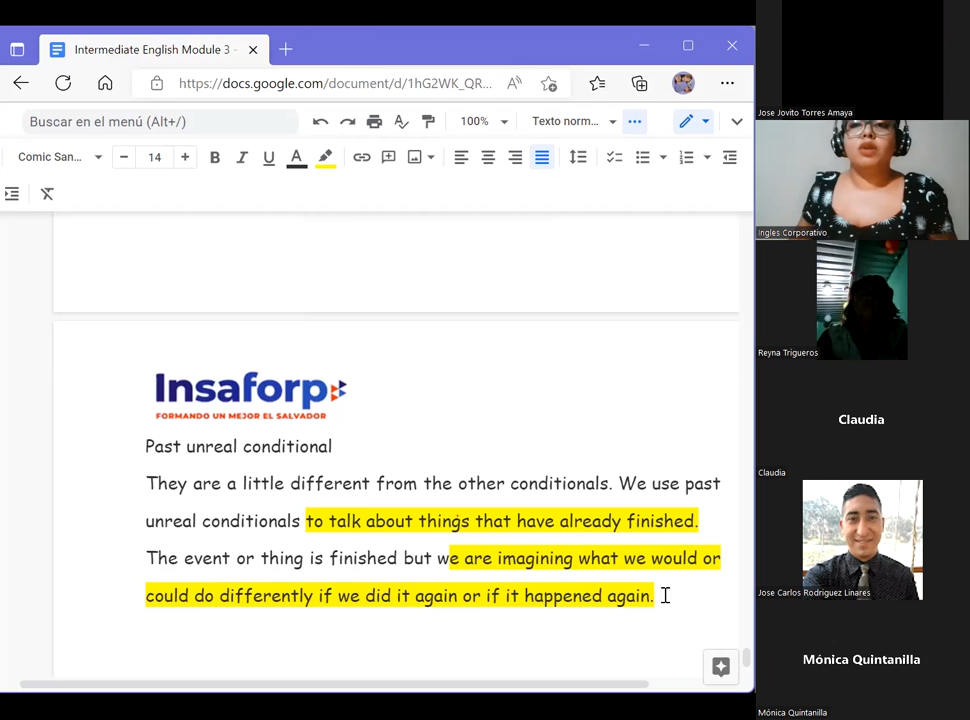 Intermediate English Module 3 -
https://docs.google.com/document/d/1hG2WK_QR...
Buscar en el menú (Alt+/)
100%
Texto norm...
Comic San...
14
Insaforp
FORMANDO UN MEJOR EL SALVADOR
Past unreal conditional
They are a little different from the other conditionals. We use past
unreal conditionals to talk about things that have already finished.
The event or thing is finished but we are imagining what we would or
could do differently if we did it again or if it happened again.
Jose Jovito Torres Amaya
Ingles Corporativo
Reyna Trigueros
Claudia
Claudia
Jose Carlos Rodriguez Linares
Mónica Quintanilla
Mónica Quintanilla